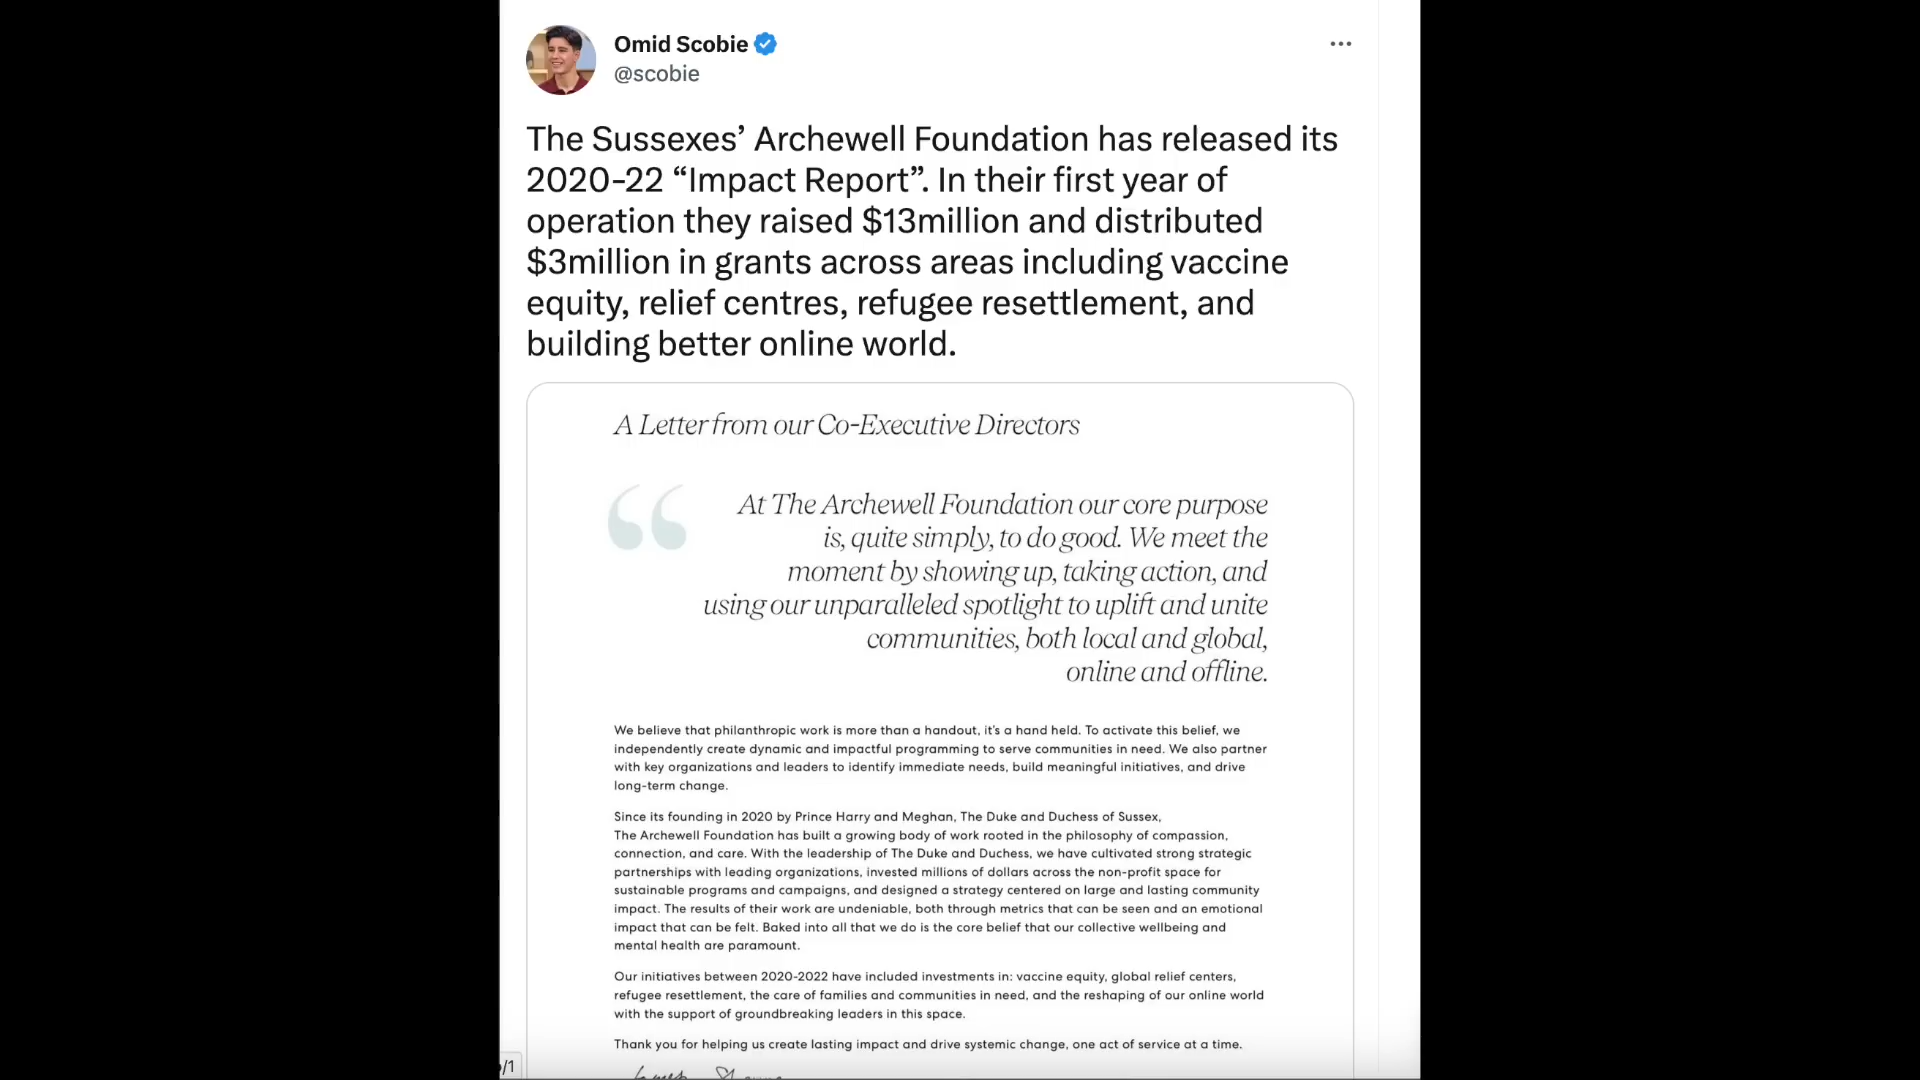 Omid Scobie
@scobie
The Sussexes’ Archewell Foundation has released its
2020-22 “Impact Report”. In their first year of
operation they raised $13million and distributed
$3million in grants across areas including vaccine
equity, relief centres, refugee resettlement, and
building better online world.
A Letter from our Co-Executive Directors
“
At The Archewell Foundation our core purpose
is, quite simply, to do good. We meet the
moment by showing up, taking action, and
using our unparalleled spotlight to uplift and unite
communities, both local and global,
online and offline.
We believe that philanthropic work is more than a handout, it's a hand held. To activate this belief, we
independently create dynamic and impactful programming to serve communities in need. We also partner
with key organizations and leaders to identify immediate needs, build meaningful initiatives, and drive
long-term change.
Since its founding in 2020 by Prince Harry and Meghan, The Duke and Duchess of Sussex,
The Archewell Foundation has built a growing body of work rooted in the philosophy of compassion,
connection, and care. With the leadership of The Duke and Duchess, we have cultivated strong strategic
partnerships with leading organizations, invested millions of dollars across the non-profit space for
sustainable programs and campaigns, and designed a strategy centered on large and lasting community
impact. The results of their work are undeniable, both through metrics that can be seen and an emotional
impact that can be felt. Baked into all that we do is the core belief that our collective wellbeing and
mental health are paramount.
Our initiatives between 2020-2022 have included investments in: vaccine equity, global relief centers,
refugee resettlement, the care of families and communities in need, and the reshaping of our online world
with the support of groundbreaking leaders in this space.
Thank you for helping us create lasting impact and drive systemic change, one act of service at a time.
/1